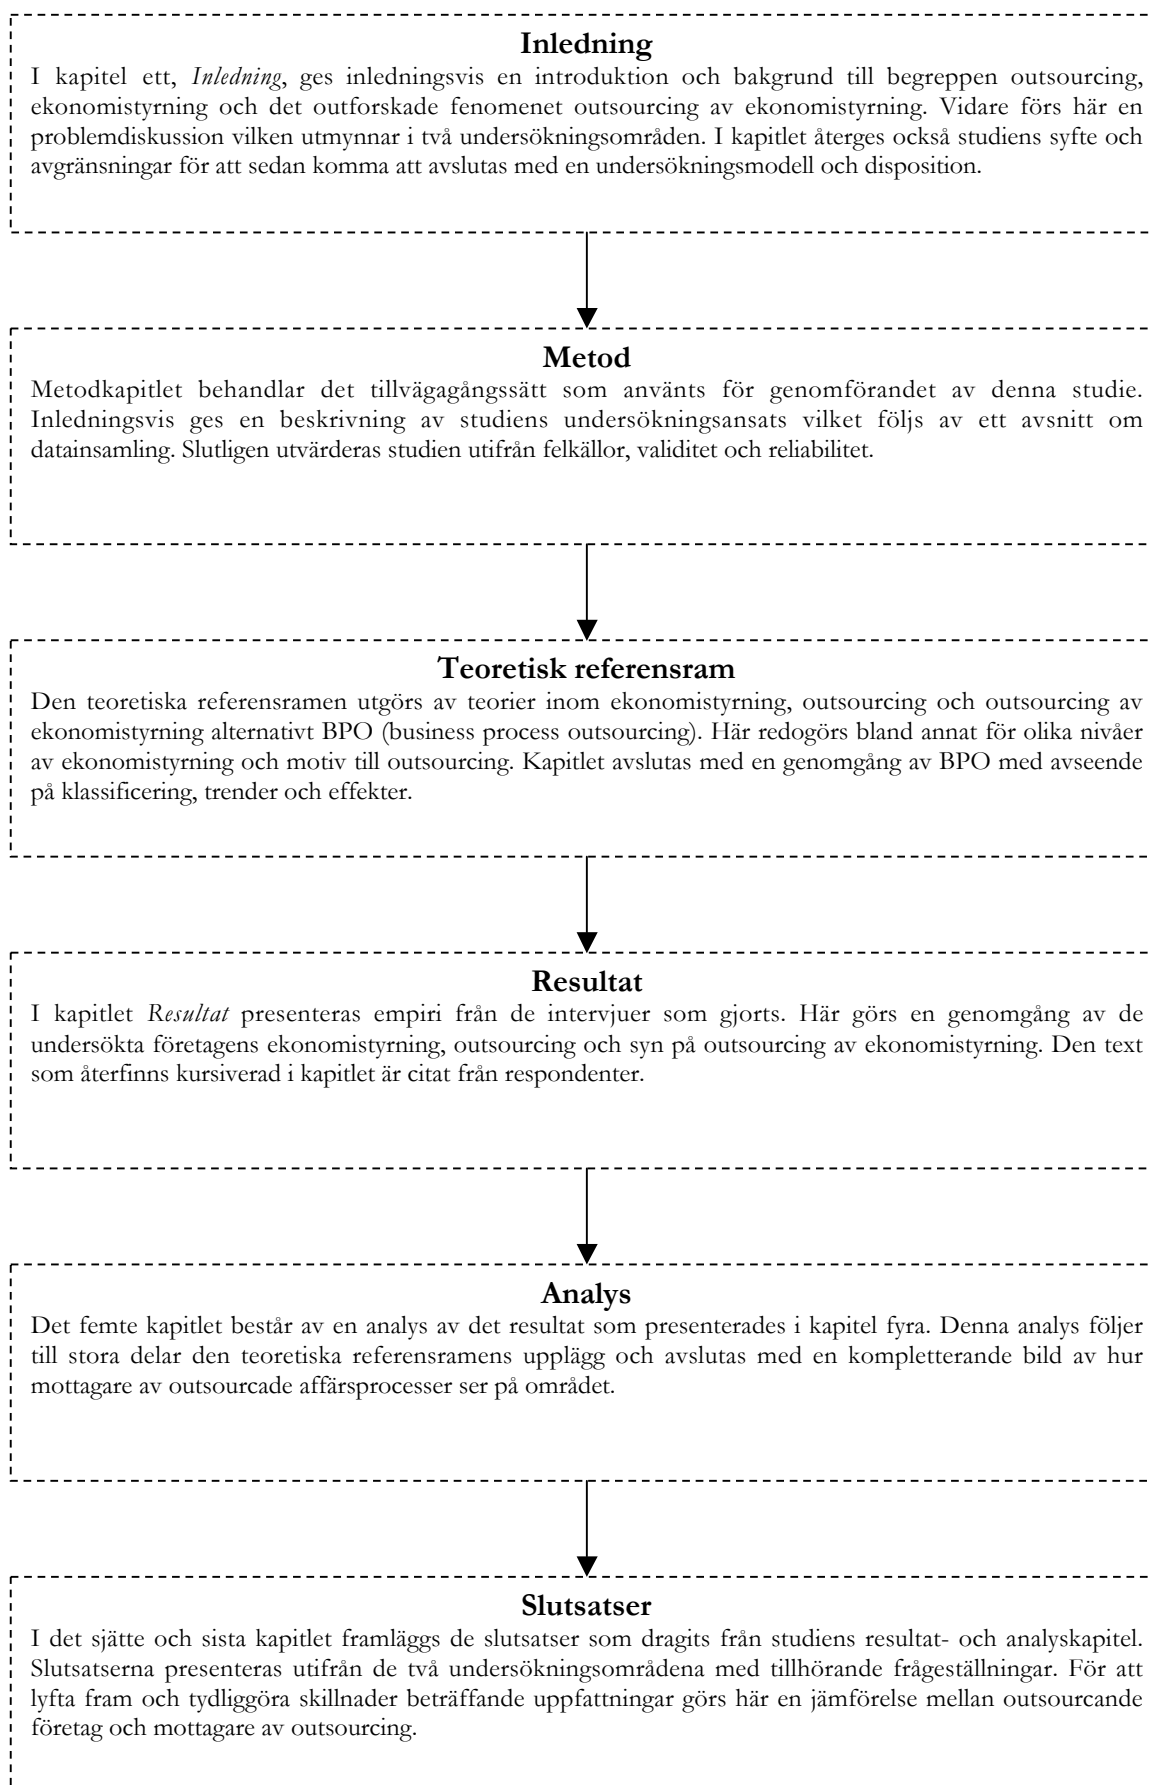 Inledning
I kapitel ett, Inledning, ges inledningsvis en introduktion och bakgrund till begreppen outsourcing,
ekonomistyrning och det outforskade fenomenet outsourcing av ekonomistyrning. Vidare förs här en
problemdiskussion vilken utmynnar i två undersökningsområden. I kapitlet återges också studiens syfte och
avgränsningar för att sedan komma att avslutas med en undersökningsmodell och disposition.
Metod
Metodkapitlet behandlar det tillvägagångssätt som använts för genomförandet av denna studie.
Inledningsvis ges en beskrivning av studiens undersökningsansats vilket följs av ett avsnitt om
datainsamling. Slutligen utvärderas studien utifrån felkällor, validitet och reliabilitet.
Teoretisk referensram
Den teoretiska referensramen utgörs av teorier inom ekonomistyrning, outsourcing och outsourcing av
ekonomistyrning alternativt BPO (business process outsourcing). Här redogörs bland annat för olika nivåer
av ekonomistyrning och motiv till outsourcing. Kapitlet avslutas med en genomgång av BPO med avseende
på klassificering, trender och effekter.
Resultat
I kapitlet Resultat presenteras empiri från de intervjuer som gjorts. Här görs en genomgång av de
undersökta företagens ekonomistyrning, outsourcing och syn på outsourcing av ekonomistyrning. Den text
som återfinns kursiverad i kapitlet är citat från respondenter.
Analys
Det femte kapitlet består av en analys av det resultat som presenterades i kapitel fyra. Denna analys följer
till stora delar den teoretiska referensramens upplägg och avslutas med en kompletterande bild av hur
mottagare av outsourcade affärsprocesser ser på området.
Slutsatser
I det sjätte och sista kapitlet framläggs de slutsatser som dragits från studiens resultat- och analyskapitel.
Slutsatserna presenteras utifrån de två undersökningsområdena med tillhörande frågeställningar. För att
lyfta fram och tydliggöra skillnader beträffande uppfattningar görs här en jämförelse mellan outsourcande
företag och mottagare av outsourcing.